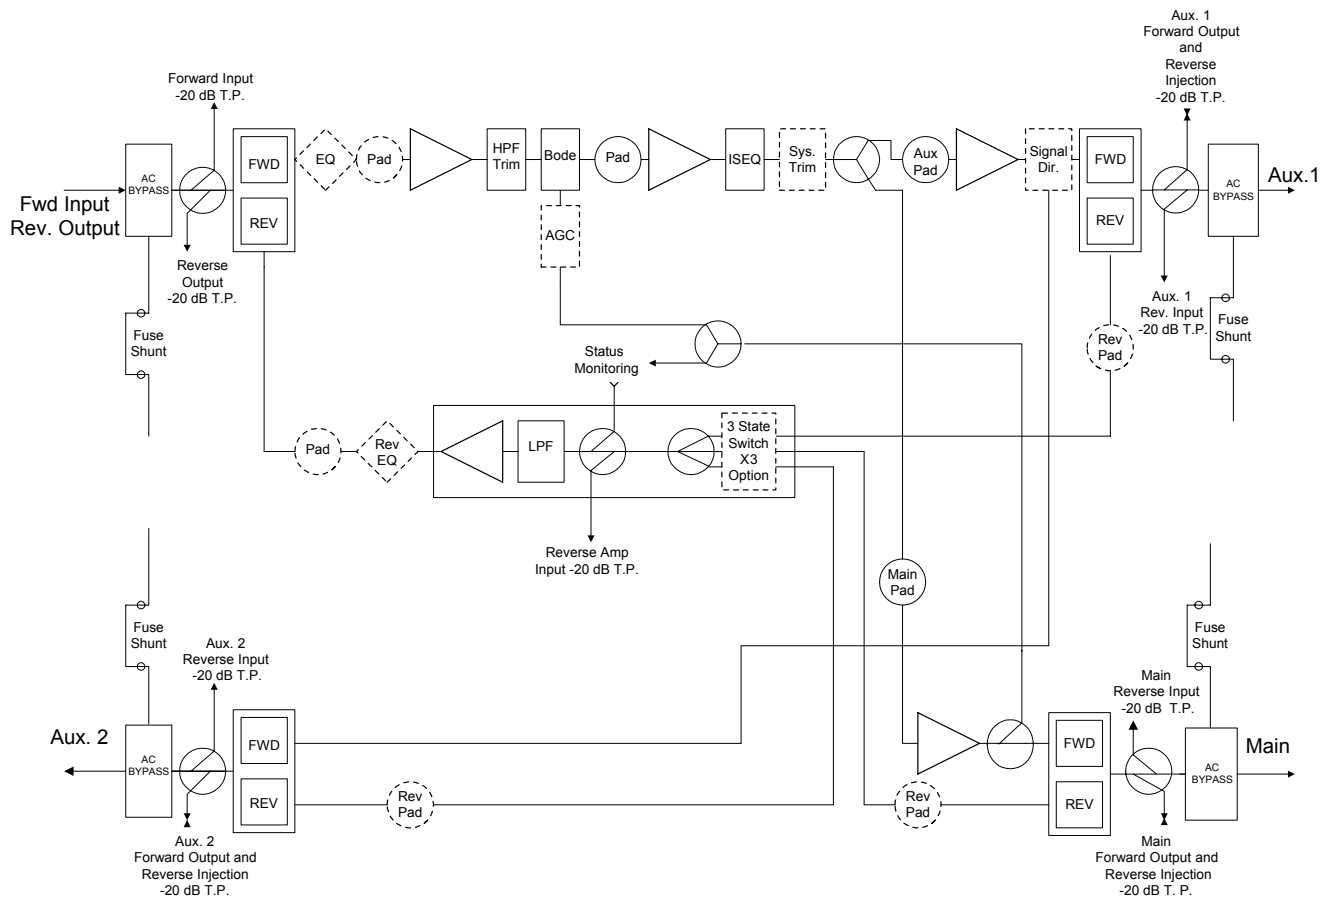 Aux. 1
Forward Output
and
Reverse
Injection
-20 dB T.P.
Forward Input
-20 dB T.P.
FWD
REV
EQ
Pad
HPF
Trim
Bode
Pad
ISEQ
Sys.
Trim
Aux
Pad
Signal
Dir.
FWD
REV
AC
BYPASS
Fwd Input
Rev. Output
AC
BYPASS
Aux.1
AGC
Reverse
Output
-20 dB T.P.
Aux. 1
Rev. Input
-20 dB T.P.
Fuse
Shunt
Rev
Pad
Fuse
Shunt
Status
Monitoring
Pad
Rev
EQ
LPF
3 State
Switch
X3
Option
Reverse Amp
Input -20 dB T.P.
Main
Pad
Fuse
Shunt
Aux. 2
Reverse Input
-20 dB T.P.
Fuse
Shunt
Main
Reverse Input
-20 dB T.P.
Aux. 2
AC
BYPASS
FWD
REV
Rev
Pad
Rev
Pad
FWD
REV
AC
BYPASS
Main
Aux. 2
Forward Output and
Reverse Injection
-20 dB T.P.
Main
Forward Output and
Reverse Injection
-20 dB T. P.